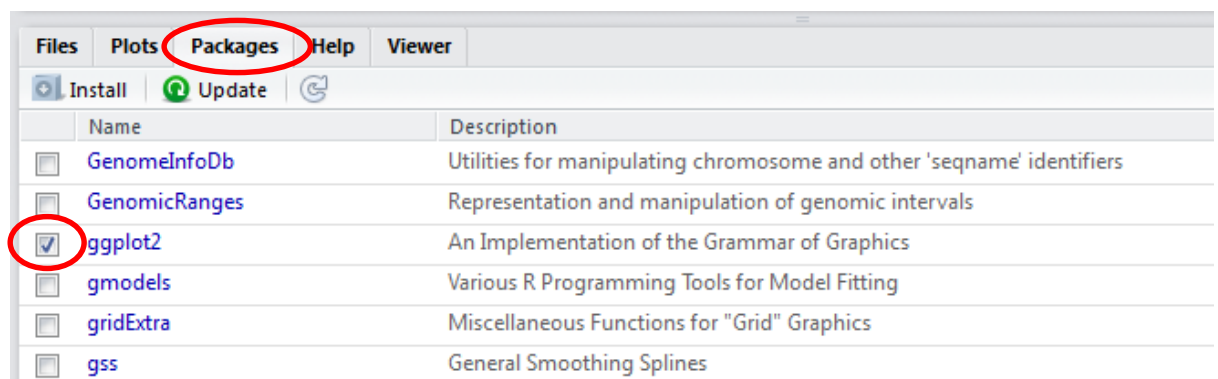 Files Plots Packages Help Viewer
Install Update
Name Description
GenomeInfoDb Utilities for manipulating chromosome and other 'seqname' identifiers
GenomicRanges Representation and manipulation of genomic intervals
ggplot2 An Implementation of the Grammar of Graphics
gmodels Various R Programming Tools for Model Fitting
gridExtra Miscellaneous Functions for "Grid" Graphics
gss General Smoothing Splines